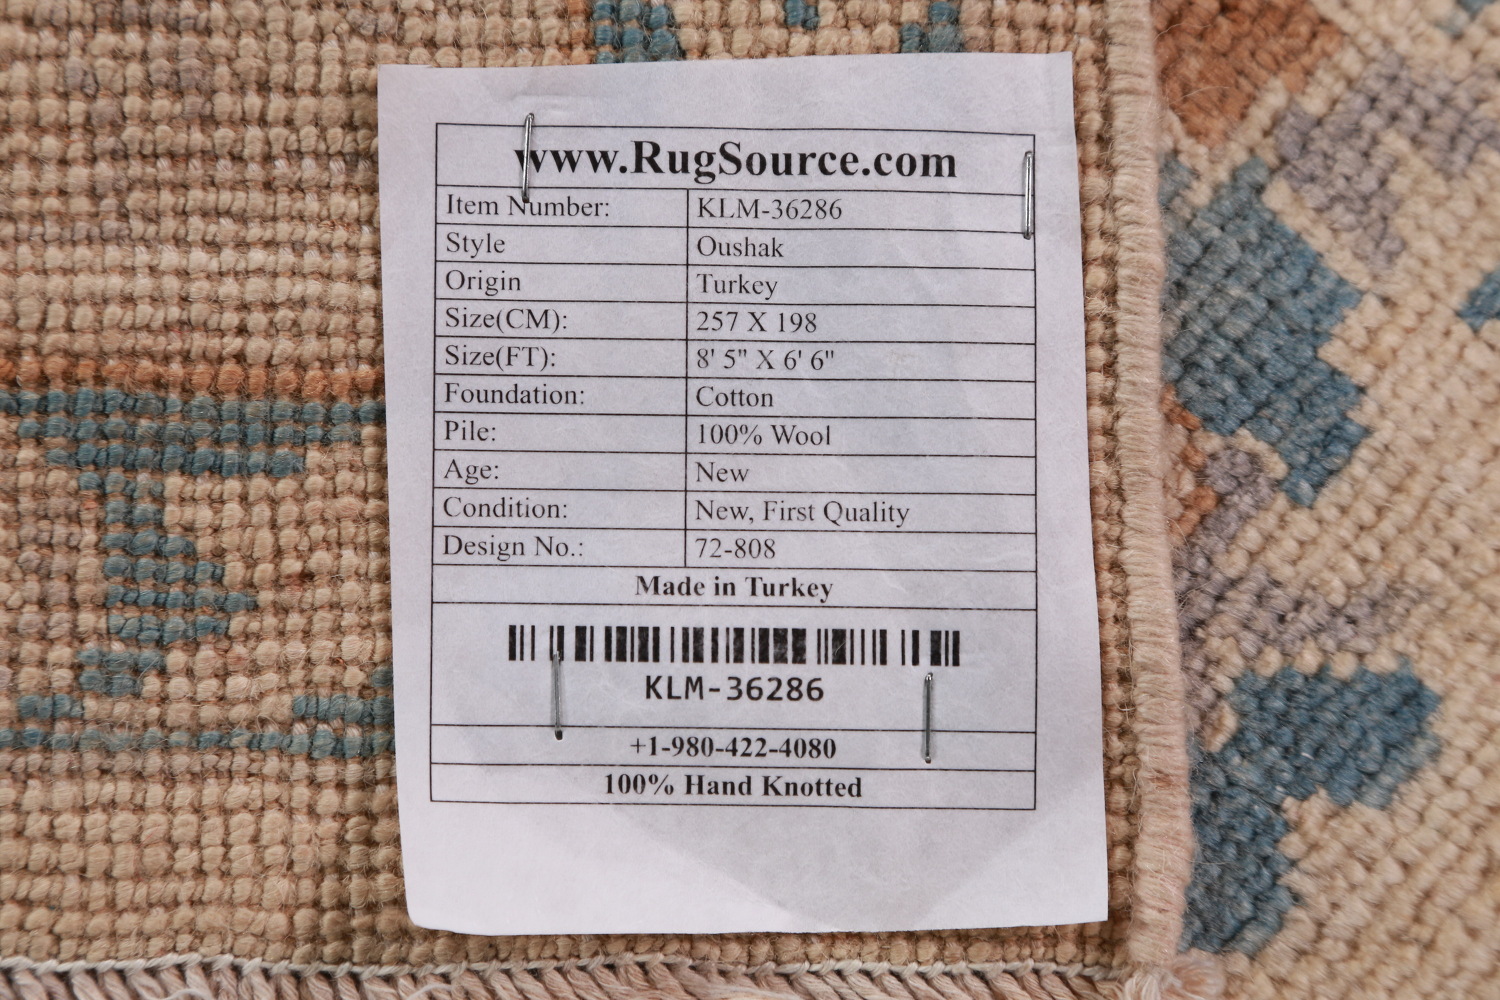 www.RugSource.com
Item Number: KLM-36286
Style Oushak
Origin Turkey
Size(CM): 257 X 198
Size(FT): 8' 5" X 6' 6"
Foundation: Cotton
Pile: 100% Wool
Age: New
Condition: New, First Quality
Design No.: 72-808
Made in Turkey
KLM-36286
+1-980-422-4080
100% Hand Knotted